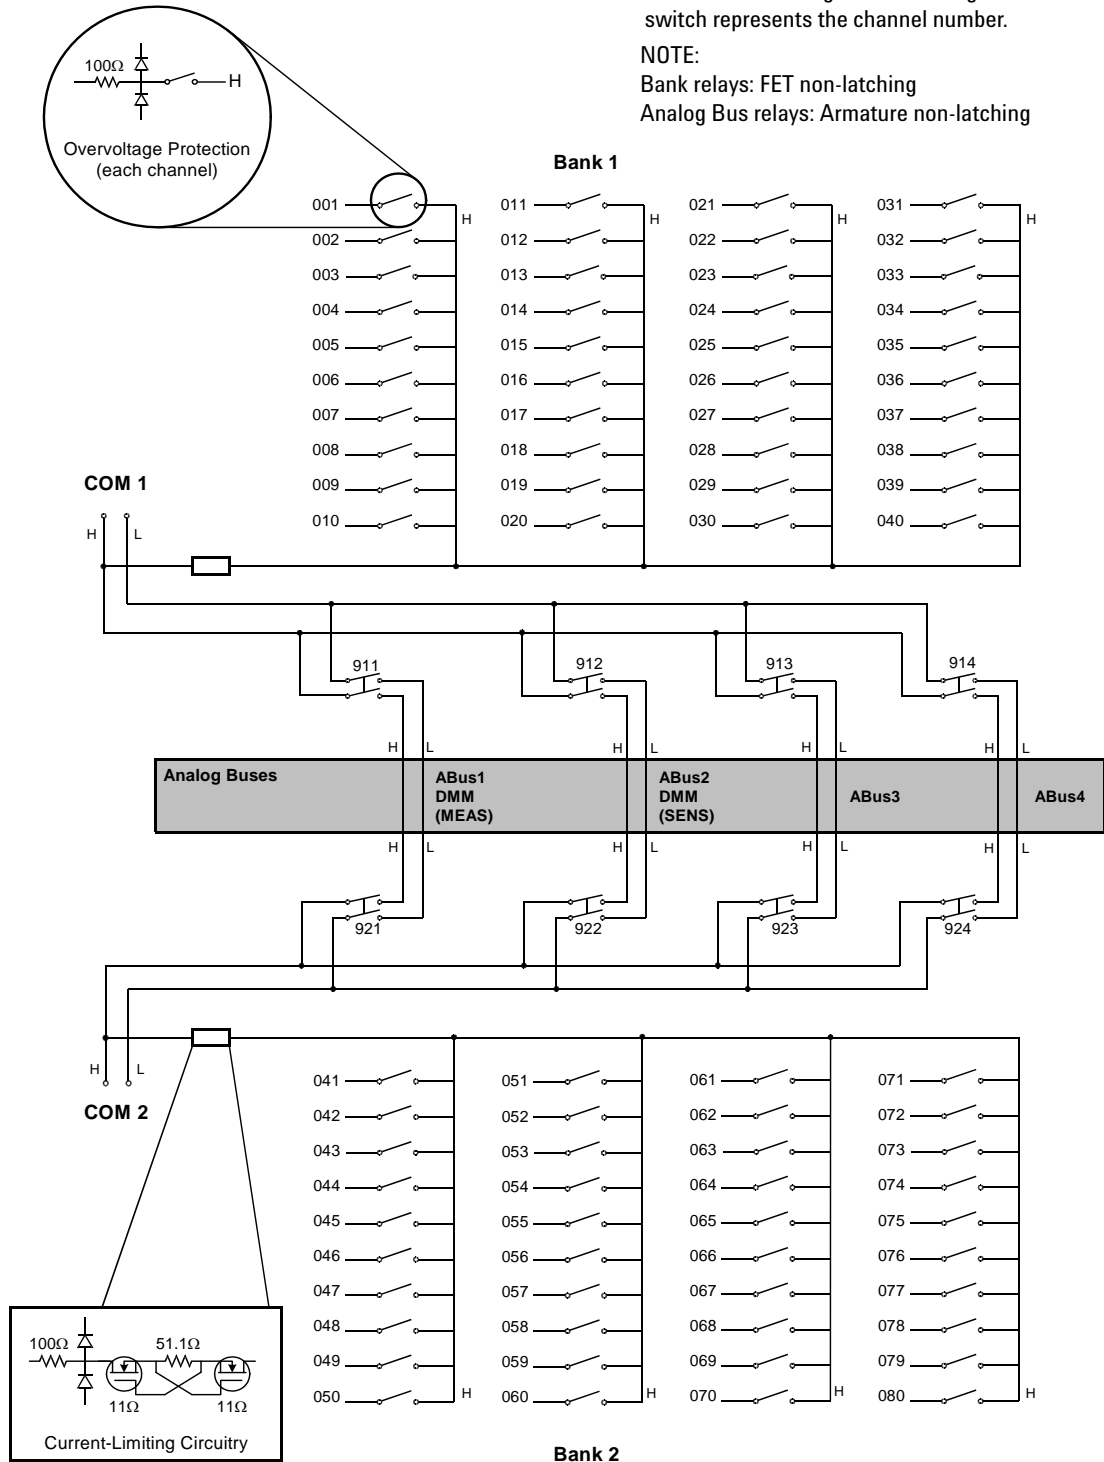 switch represents the channel number.
NOTE:
Bank relays: FET non-latching
Analog Bus relays: Armature non-latching
100Ω
H
Overvoltage Protection
(each channel)
Bank 1
001 011 021 031
H H H H
002 012 022 032
003 013 023 033
004 014 024 034
005 015 025 035
006 016 026 036
007 017 027 037
008 018 028 038
009 019 029 039
010 020 030 040
COM 1
H L
911 912 913 914
H L H L H L H L
Analog Buses
ABus1
DMM
(MEAS)
ABus2
DMM
(SENS)
ABus3
ABus4
H L H L H L H L
921 922 923 924
H L
COM 2
041 051 061 071
042 052 062 072
043 053 063 073
044 054 064 074
045 055 065 075
046 056 066 076
047 057 067 077
048 058 068 078
049 059 069 079
050 060 070 080
H H H H
100Ω 51.1Ω
11Ω 11Ω
Current-Limiting Circuitry
Bank 2